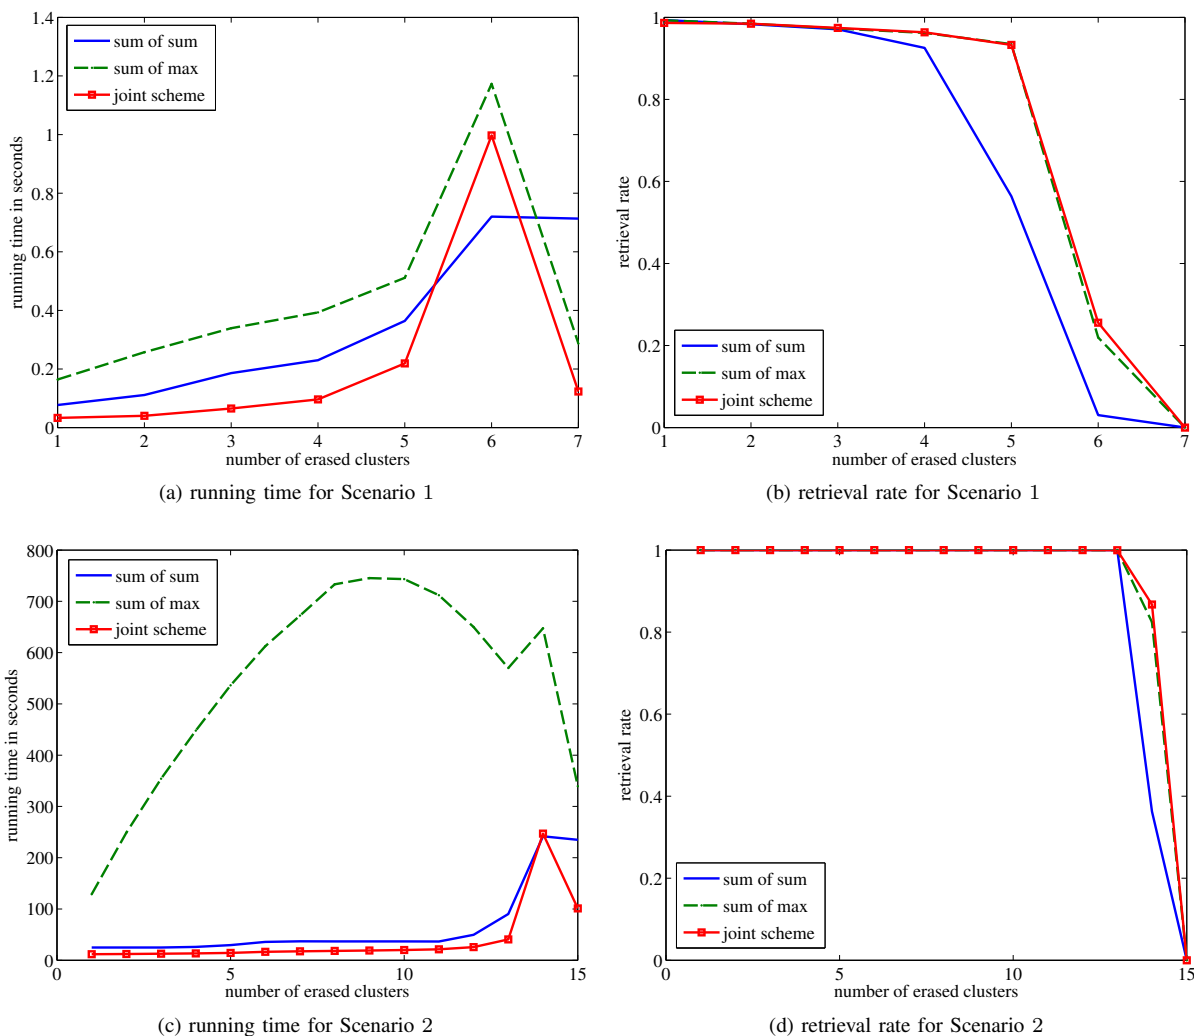 1.4
1.2
1
0.8
0.6
0.4
0.2
0
running time in seconds
sum of sum
sum of max
joint scheme
1 2 3 4 5 6 7
number of erased clusters
(a) running time for Scenario 1
1
0.8
0.6
0.4
0.2
0
retrieval rate
sum of sum
sum of max
joint scheme
1 2 3 4 5 6 7
number of erased clusters
(b) retrieval rate for Scenario 1
800
700
600
500
400
300
200
100
0
running time in seconds
sum of sum
sum of max
joint scheme
0 5 10 15
number of erased clusters
(c) running time for Scenario 2
1
0.8
0.6
0.4
0.2
0
retrieval rate
sum of sum
sum of max
joint scheme
0 5 10 15
number of erased clusters
(d) retrieval rate for Scenario 2